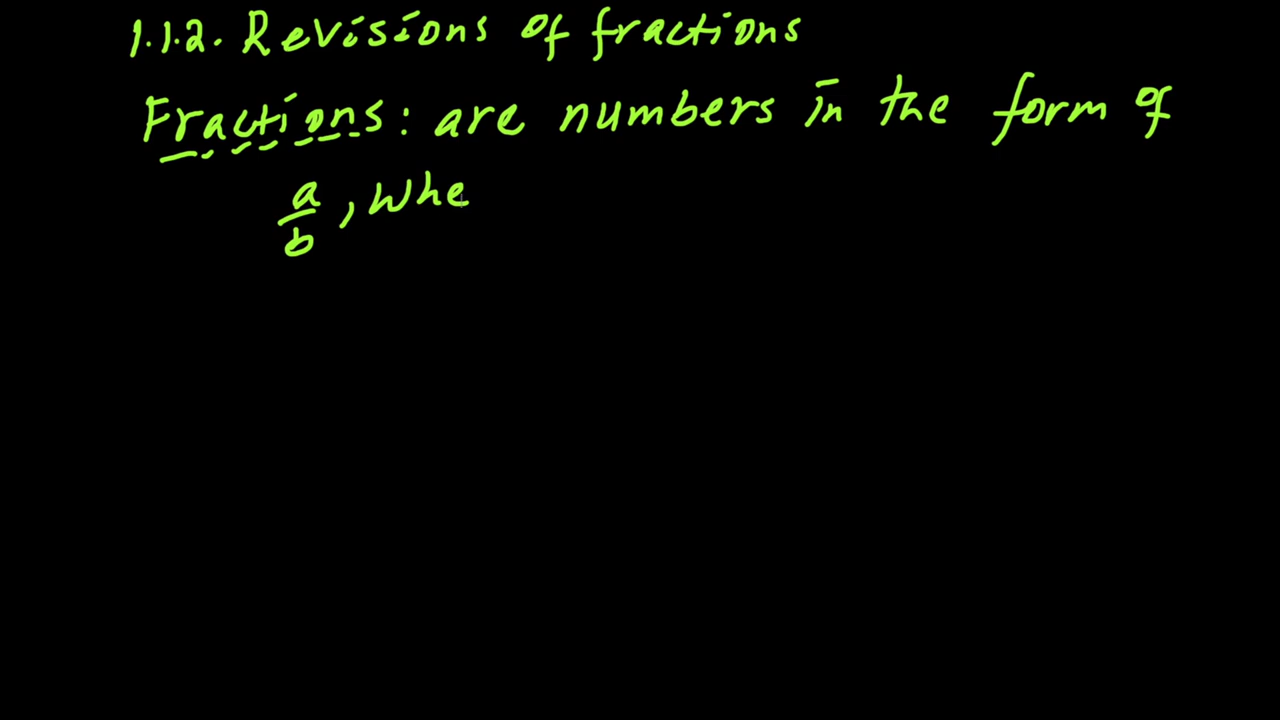 1.1.2. Revisions of fractions
Fractions: are numbers in the form of
a/b, Whe